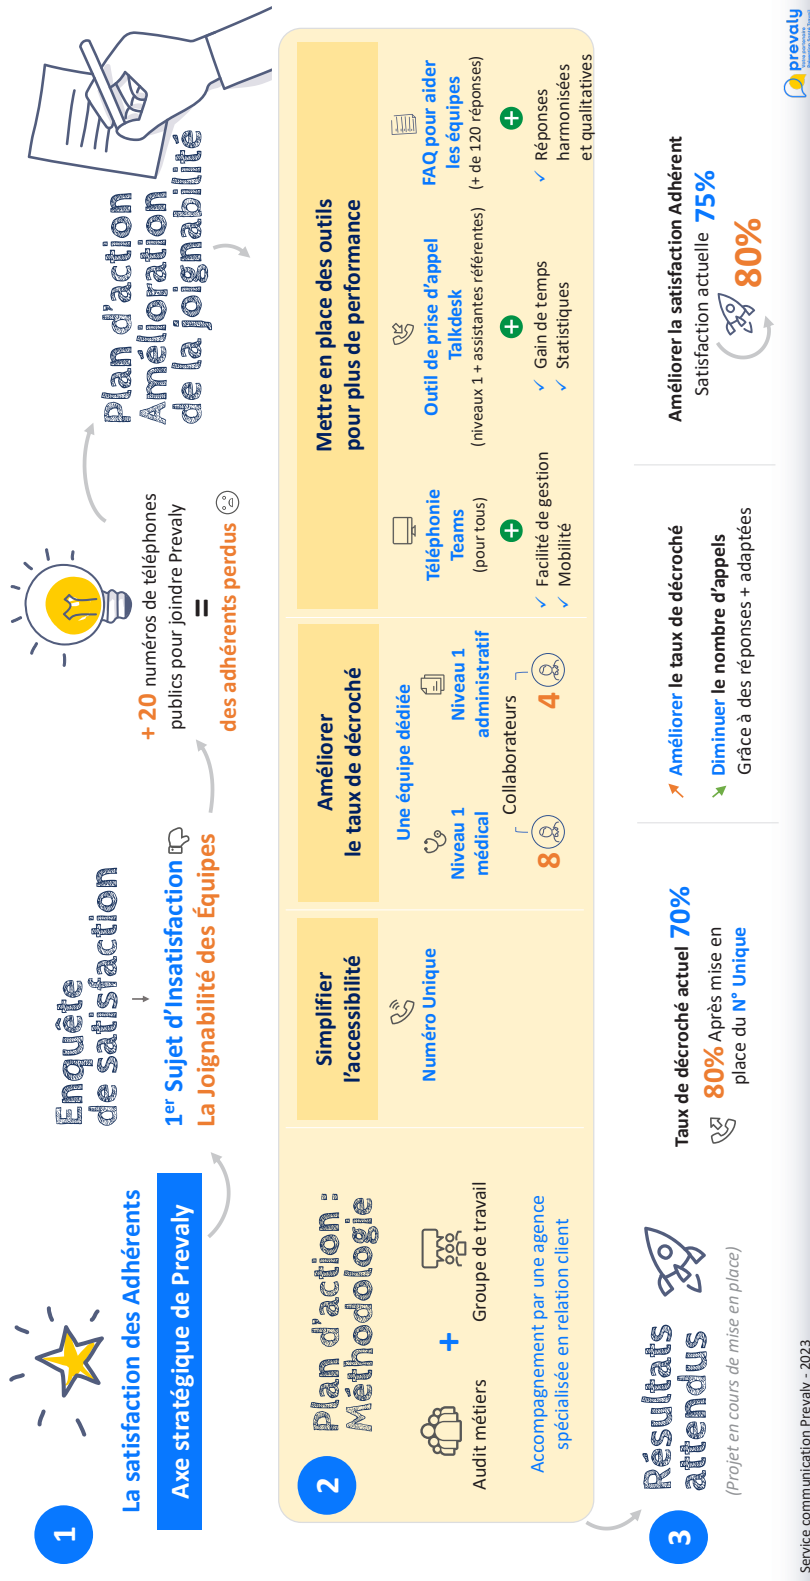 1
La satisfaction des Adhérents
Axe stratégique de Prevaly
Enquête
de satisfaction
1er Sujet d'Insatisfaction
La Joignabilité des Équipes
+ 20 numéros de téléphones
publics pour joindre Prevaly
=
des adhérents perdus
Plan d'action
Amélioration
de la joignabilité
2
Plan d'action :
Méthodologie
Audit métiers
+
Groupe de travail
Accompagnement par une agence
spécialisée en relation client
Simplifier
l'accessibilité
Numéro Unique
Améliorer
le taux de décroché
Une équipe dédiée
Niveau 1
médical
Niveau 1
administratif
Collaborateurs
8
4
Mettre en place des outils
pour plus de performance
Téléphonie
Teams
(pour tous)
+
✓ Facilité de gestion
✓ Mobilité
Outil de prise d'appel
Talkdesk
(niveaux 1 + assistantes référentes)
+
✓ Gain de temps
✓ Statistiques
FAQ pour aider
les équipes
(+ de 120 réponses)
+
✓ Réponses
harmonisées
et qualitatives
3
Résultats
attendus
(Projet en cours de mise en place)
Taux de décroché actuel 70%
80% Après mise en
place du N° Unique
Améliorer le taux de décroché
Diminuer le nombre d'appels
Grâce à des réponses + adaptées
Améliorer la satisfaction Adhérent
Satisfaction actuelle 75%
80%
Service communication Prevaly - 2023
prevaly